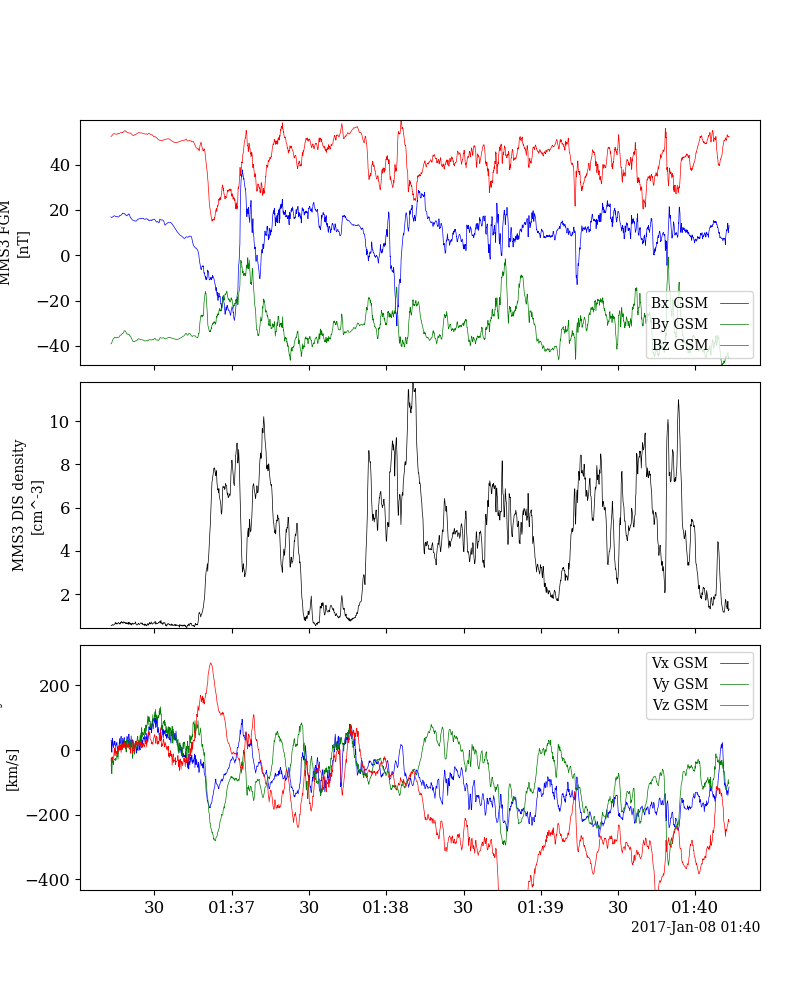 MMS3 FGM
[nT]
40
20
0
−20
−40
Bx GSM
By GSM
Bz GSM
MMS3 DIS density
[cm^-3]
10
8
6
4
2
[km/s]
200
0
−200
−400
Vx GSM
Vy GSM
Vz GSM
30
01:37
30
01:38
30
01:39
30
01:40
2017-Jan-08 01:40